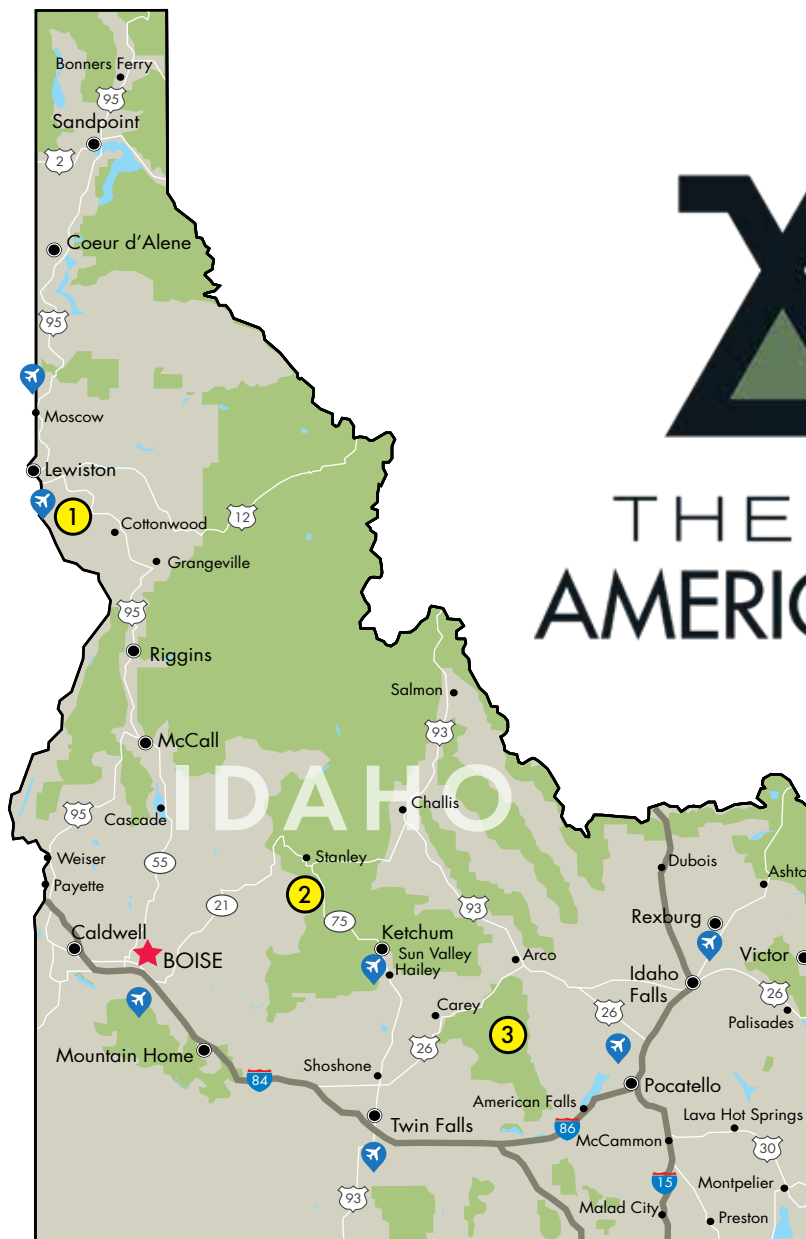 Bonners Ferry
95
Sandpoint
2
Coeur d'Alene
95
Moscow
Lewiston
1
Cottonwood
12
Grangeville
THE
AMERIC
95
Riggins
Salmon
93
McCall
IDAHO
Challis
95
Cascade
Weiser
55
Stanley
Dubois
Payette
2
21
75
93
Rexburg
Caldwell
BOISE
Ketchum
Sun Valley
Hailey
Arco
Victor
Idaho
Falls
26
Carey
26
Palisades
3
26
Mountain Home
Shoshone
84
Pocatello
American Falls
Twin Falls
86
Lava Hot Springs
McCammon
30
15
Montpelier
93
Malad City
Preston